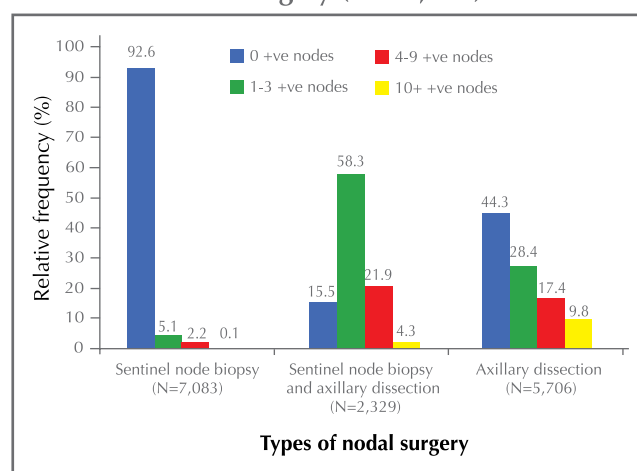 100
90
80
70
60
50
40
30
20
10
0
Relative frequency (%)
0 +ve nodes
1-3 +ve nodes
4-9 +ve nodes
10+ +ve nodes
92.6
5.1
2.2
0.1
15.5
58.3
21.9
4.3
44.3
28.4
17.4
9.8
Sentinel node biopsy
(N=7,083)
Sentinel node biopsy
and axillary dissection
(N=2,329)
Axillary dissection
(N=5,706)
Types of nodal surgery